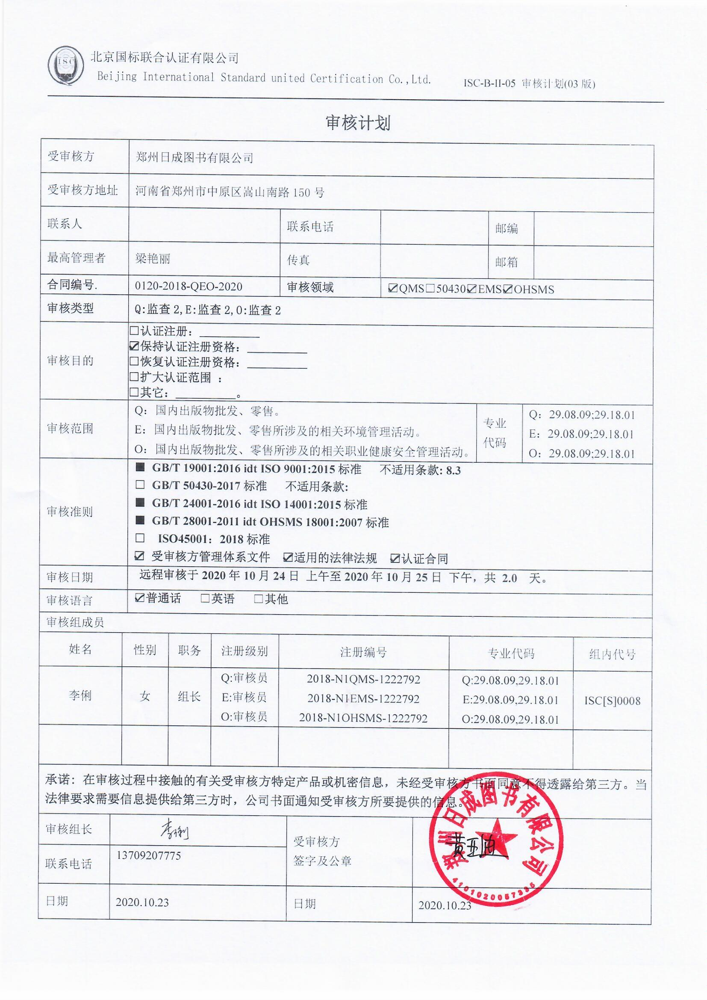 ISC
北京国标联合认证有限公司
Beijing International Standard united Certification Co.,Ltd.
ISC-B-II-05 审核计划(03 版)
审核计划
受审核方 郑州日成图书有限公司
受审核方地址 河南省郑州市中原区嵩山南路 150 号
联系人 联系电话 邮编
最高管理者 梁艳丽 传真 邮箱
合同编号. 0120-2018-QEO-2020 审核领域 ☑QMS□50430☑EMS☑OHSMS
审核类型 Q:监查 2,E:监查 2,O:监查 2
审核目的
□认证注册：__________
☑保持认证注册资格：__________
□恢复认证注册资格：__________
□扩大认证范围 ：
□其它：__________。
审核范围
Q：国内出版物批发、零售。
E：国内出版物批发、零售所涉及的相关环境管理活动。
O：国内出版物批发、零售所涉及的相关职业健康安全管理活动。
专业
代码
Q：29.08.09;29.18.01
E：29.08.09;29.18.01
O：29.08.09;29.18.01
审核准则
■ GB/T 19001:2016 idt ISO 9001:2015 标准 不适用条款: 8.3
□ GB/T 50430-2017 标准 不适用条款:
■ GB/T 24001-2016 idt ISO 14001:2015 标准
■ GB/T 28001-2011 idt OHSMS 18001:2007 标准
□ ISO45001：2018 标准
☑ 受审核方管理体系文件 ☑适用的法律法规 ☑认证合同
审核日期 远程审核于 2020 年 10 月 24 日 上午至 2020 年 10 月 25 日 下午，共 2.0 天。
审核语言 ☑普通话 □英语 □其他
审核组成员
姓名 性别 职务 注册级别 注册编号 专业代码 组内代号
李俐 女 组长
Q:审核员 2018-N1QMS-1222792 Q:29.08.09,29.18.01
E:审核员 2018-N1EMS-1222792 E:29.08.09,29.18.01
O:审核员 2018-N1OHSMS-1222792 O:29.08.09,29.18.01
ISC[S]0008
承诺：在审核过程中接触的有关受审核方特定产品或机密信息，未经受审核方书面同意不得透露给第三方。当
法律要求需要信息提供给第三方时，公司书面通知受审核方所要提供的信息。
审核组长 李俐
受审核方
签字及公章
黄亚迪
郑州日成图书有限公司
4101020057335
联系电话 13709207775
日期 2020.10.23 日期 2020.10.23